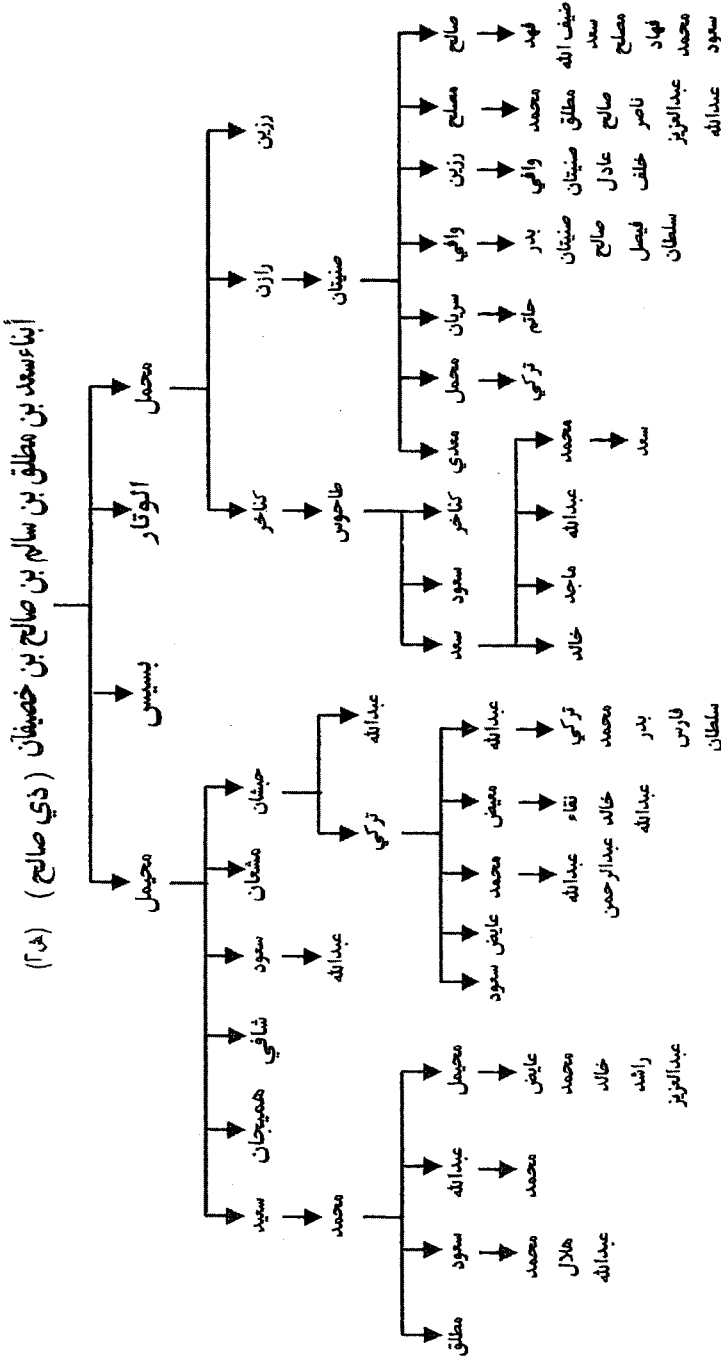 أبناء سعد بن مطلق بن سالم بن صالح بن خصيفان ( ذي صالح ) (ش٢)
محمل الوقار بسيس محيمل
رزين رازن كناخر حبشان مشعان سعود شافي هميجان سعيد
صنيتان طاحوس عبدالله محمد
عبدالله تركي
صالح مصلح رزين وافي سريان محمل معدي كناخر سعود سعد عبدالله معيض محمد عايض سعود محيمل عبدالله سعود مطلق
فهد محمد وافي بدر حاتم تركي تركي نقاء عبدالله عايض محمد محمد
محمد عبدالله ماجد خالد
ضيف الله مطلق صنيتان صنيتان محمد خالد عبدالرحمن محمد هلال
سعد صالح عادل صالح بدر عبدالله خالد عبدالله
مصلح ناصر خلف فيصل سعد فارس راشد
فهاد عبدالعزيز سلطان سلطان عبدالعزيز
محمد عبدالله
سعود